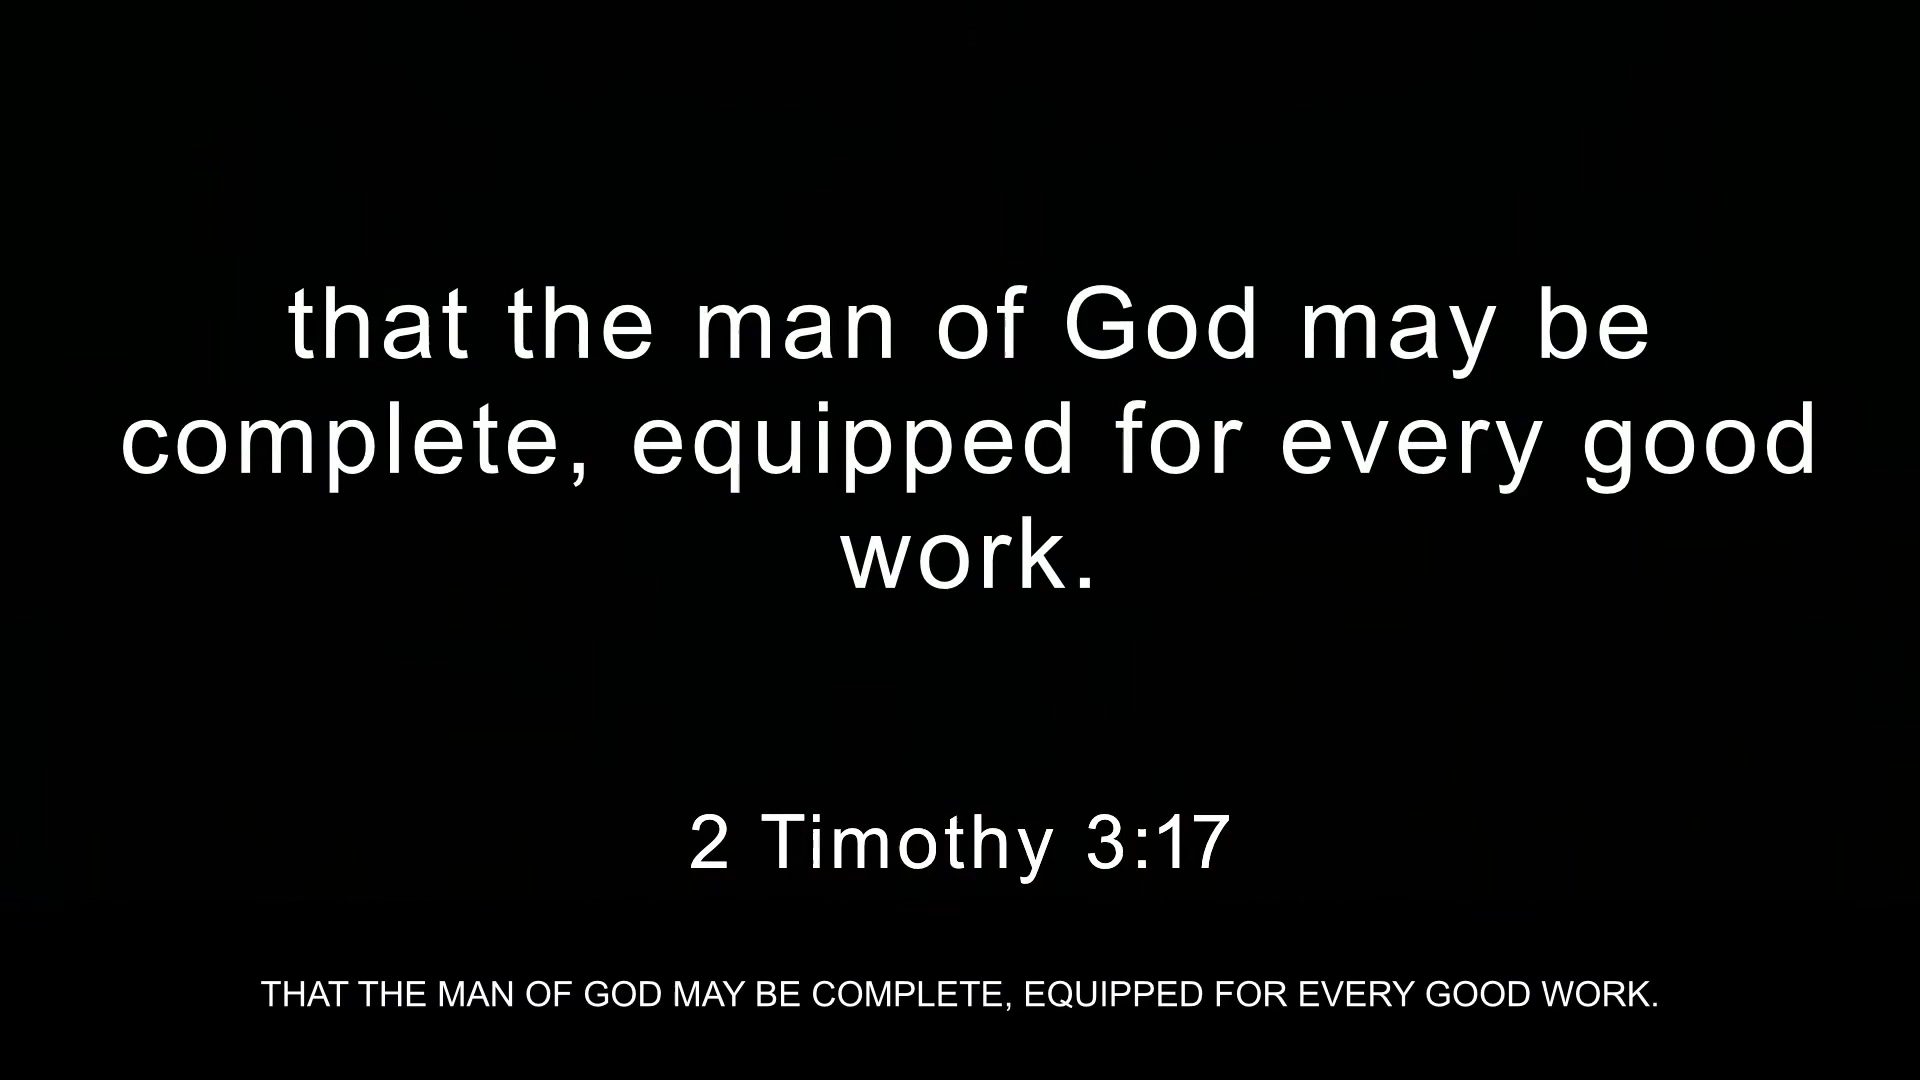 that the man of God may be
complete, equipped for every good
work.
2 Timothy 3:17
THAT THE MAN OF GOD MAY BE COMPLETE, EQUIPPED FOR EVERY GOOD WORK.